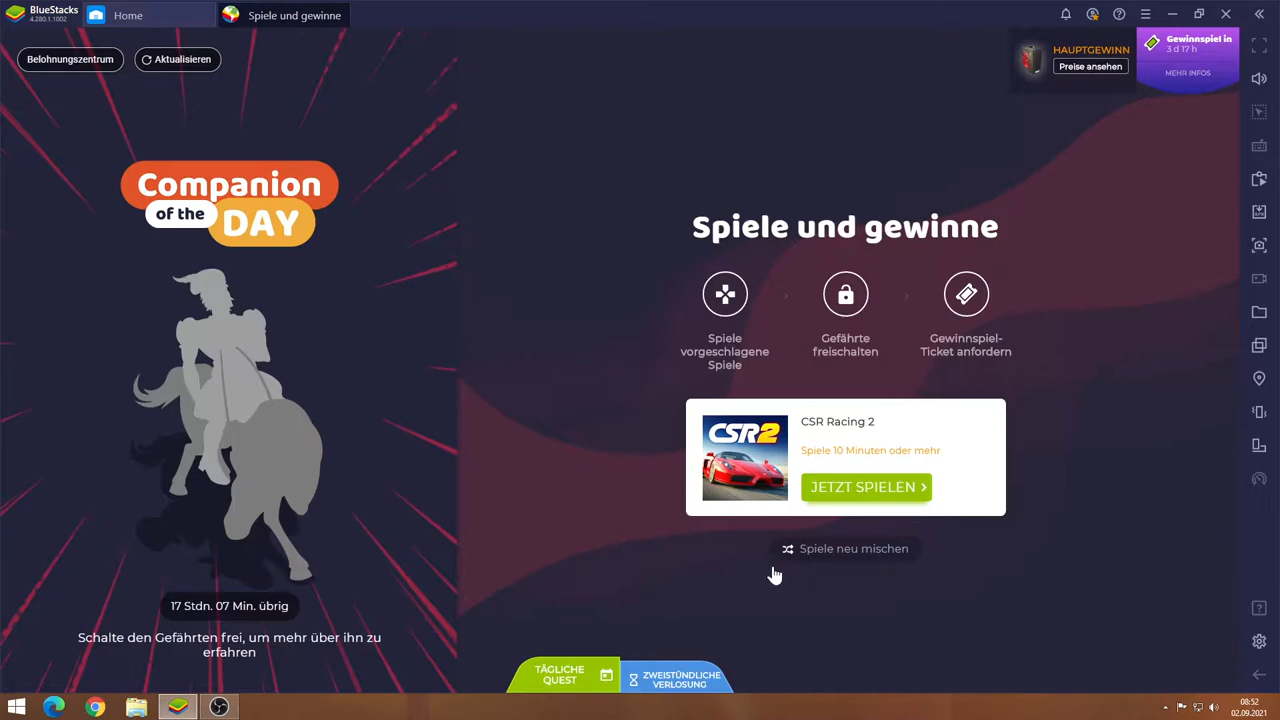 BlueStacks
4.280.1.1002
Home
Spiele und gewinne
Belohnungszentrum
Aktualisieren
HAUPTGEWINN
Preise ansehen
Gewinnspiel in
3 d 17 h
MEHR INFOS
Companion
of the
DAY
17 Stdn. 07 Min. übrig
Schalte den Gefährten frei, um mehr über ihn zu
erfahren
Spiele und gewinne
Spiele
vorgeschlagene
Spiele
Gefährte
freischalten
Gewinnspiel-
Ticket anfordern
CSR2
CSR Racing 2
Spiele 10 Minuten oder mehr
JETZT SPIELEN
Spiele neu mischen
TÄGLICHE
QUEST
ZWEISTÜNDLICHE
VERLOSUNG
08:52
02.09.2021